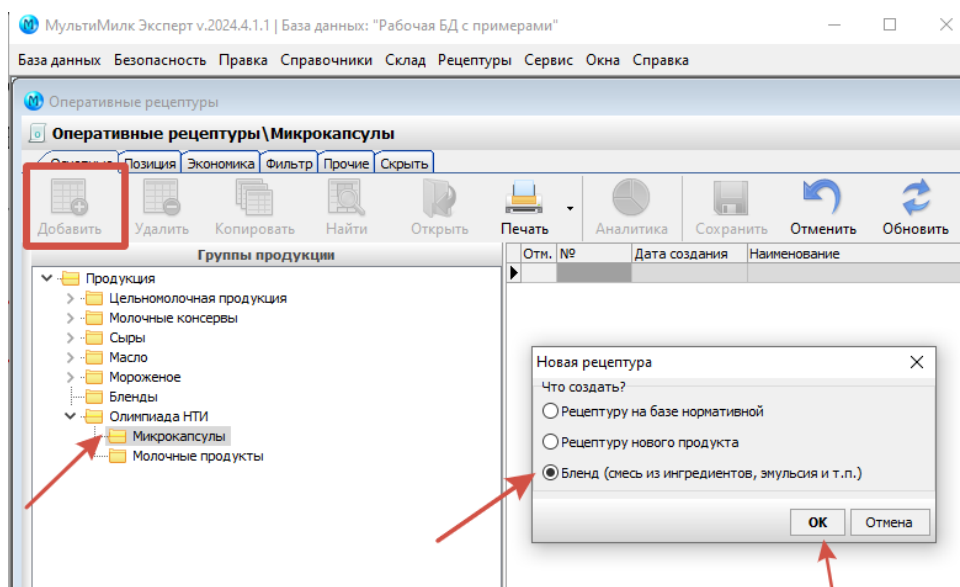 МультиМилк Эксперт v.2024.4.1.1 | База данных: "Рабочая БД с примерами"
База данных Безопасность Правка Справочники Склад Рецептуры Сервис Окна Справка
Оперативные рецептуры
Оперативные рецептуры\Микрокапсулы
Основные Позиция Экономика Фильтр Прочие Скрыть
Добавить Удалить Копировать Найти Открыть Печать Аналитика Сохранить Отменить Обновить
Группы продукции
Отм. № Дата создания Наименование
Продукция
Цельномолочная продукция
Молочные консервы
Сыры
Масло
Мороженое
Бленды
Олимпиада НТИ
Микрокапсулы
Молочные продукты
Новая рецептура
Что создать?
Рецептуру на базе нормативной
Рецептуру нового продукта
Бленд (смесь из ингредиентов, эмульсия и т.п.)
ОК Отмена